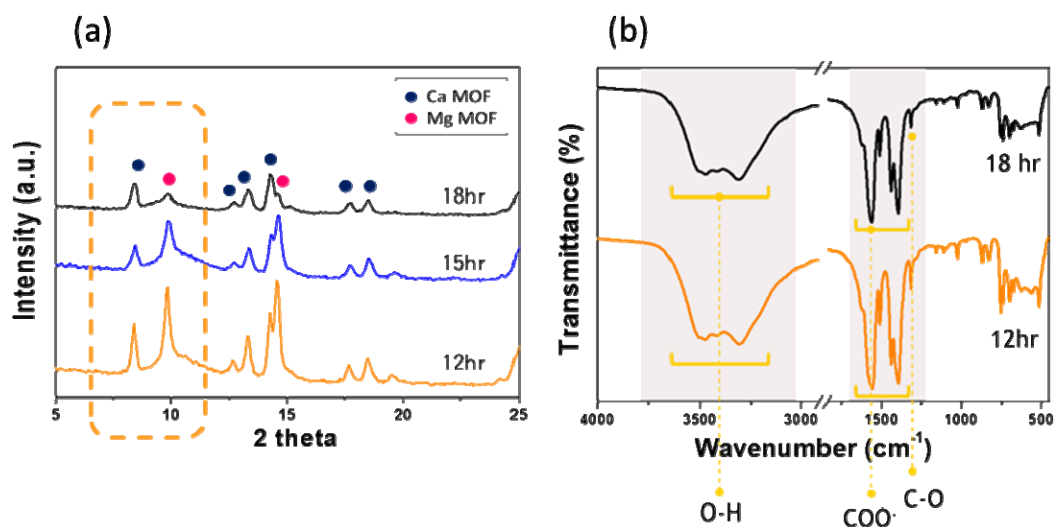 (a)
Intensity (a.u.)
Ca MOF
Mg MOF
18hr
15hr
12hr
5 10 15 20 25
2 theta
(b)
Transmittance (%)
18 hr
12hr
4000 3500 3000 1500 1000 500
Wavenumber (cm⁻¹)
O-H
COO·
C-O